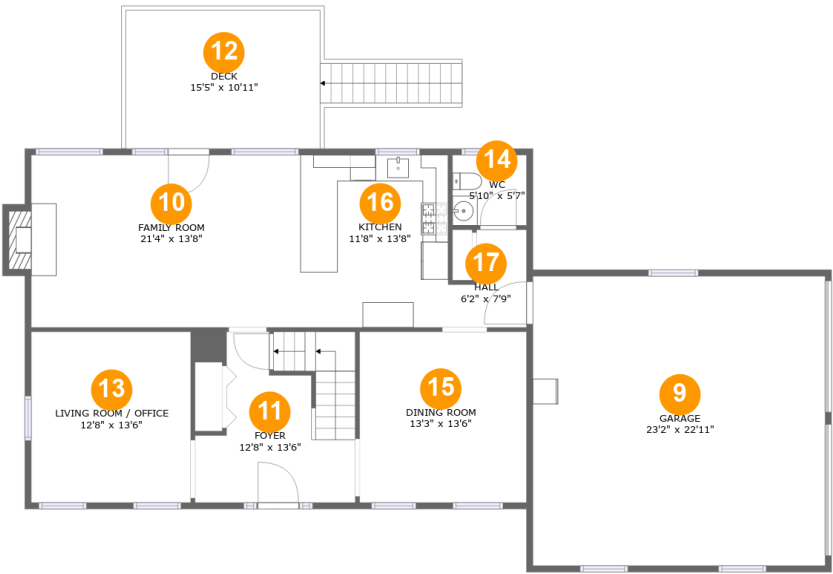 12
DECK
15'5" x 10'11"
14
WC
5'10" x 5'7"
10
FAMILY ROOM
21'4" x 13'8"
16
KITCHEN
11'8" x 13'8"
17
HALL
6'2" x 7'9"
13
LIVING ROOM / OFFICE
12'8" x 13'6"
11
FOYER
12'8" x 13'6"
15
DINING ROOM
13'3" x 13'6"
9
GARAGE
23'2" x 22'11"